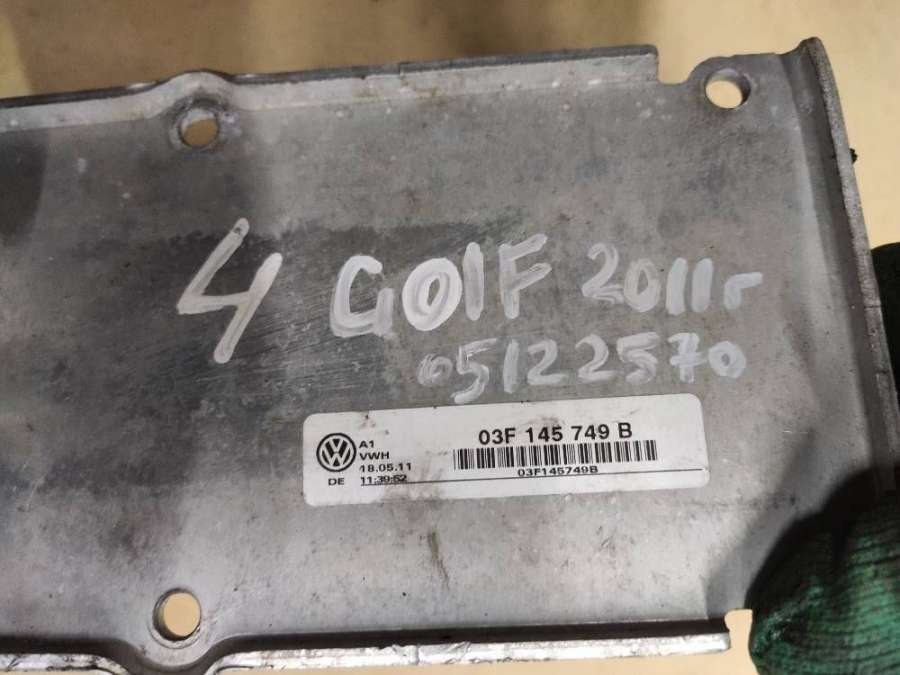 4 GOlF 2011г
05122570
A1
VWH
18.05.11
DE 11:39:52
03F 145 749 B
03F145749B